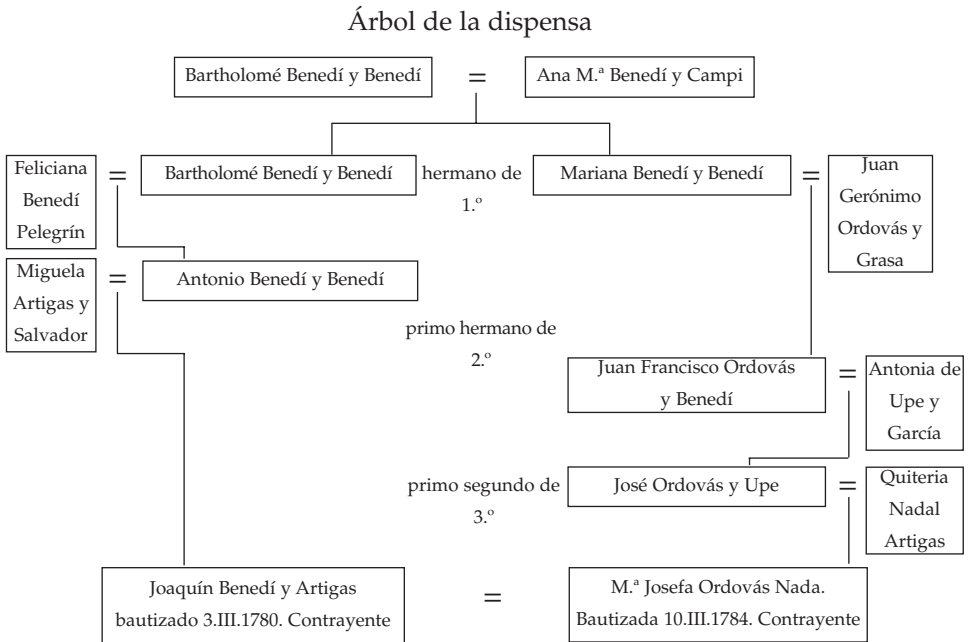 Árbol de la dispensa
Bartholomé Benedí y Benedí
=
Ana M.ª Benedí y Campi
Feliciana
Benedí
Pelegrín
=
Bartholomé Benedí y Benedí
hermano de
1.º
Mariana Benedí y Benedí
=
Juan
Gerónimo
Ordovás y
Grasa
Miguela
Artigas y
Salvador
=
Antonio Benedí y Benedí
primo hermano de
2.º
Juan Francisco Ordovás
y Benedí
=
Antonia de
Upe y
García
primo segundo de
3.º
José Ordovás y Upe
=
Quiteria
Nadal
Artigas
Joaquín Benedí y Artigas
bautizado 3.III.1780. Contrayente
=
M.ª Josefa Ordovás Nada.
Bautizada 10.III.1784. Contrayente